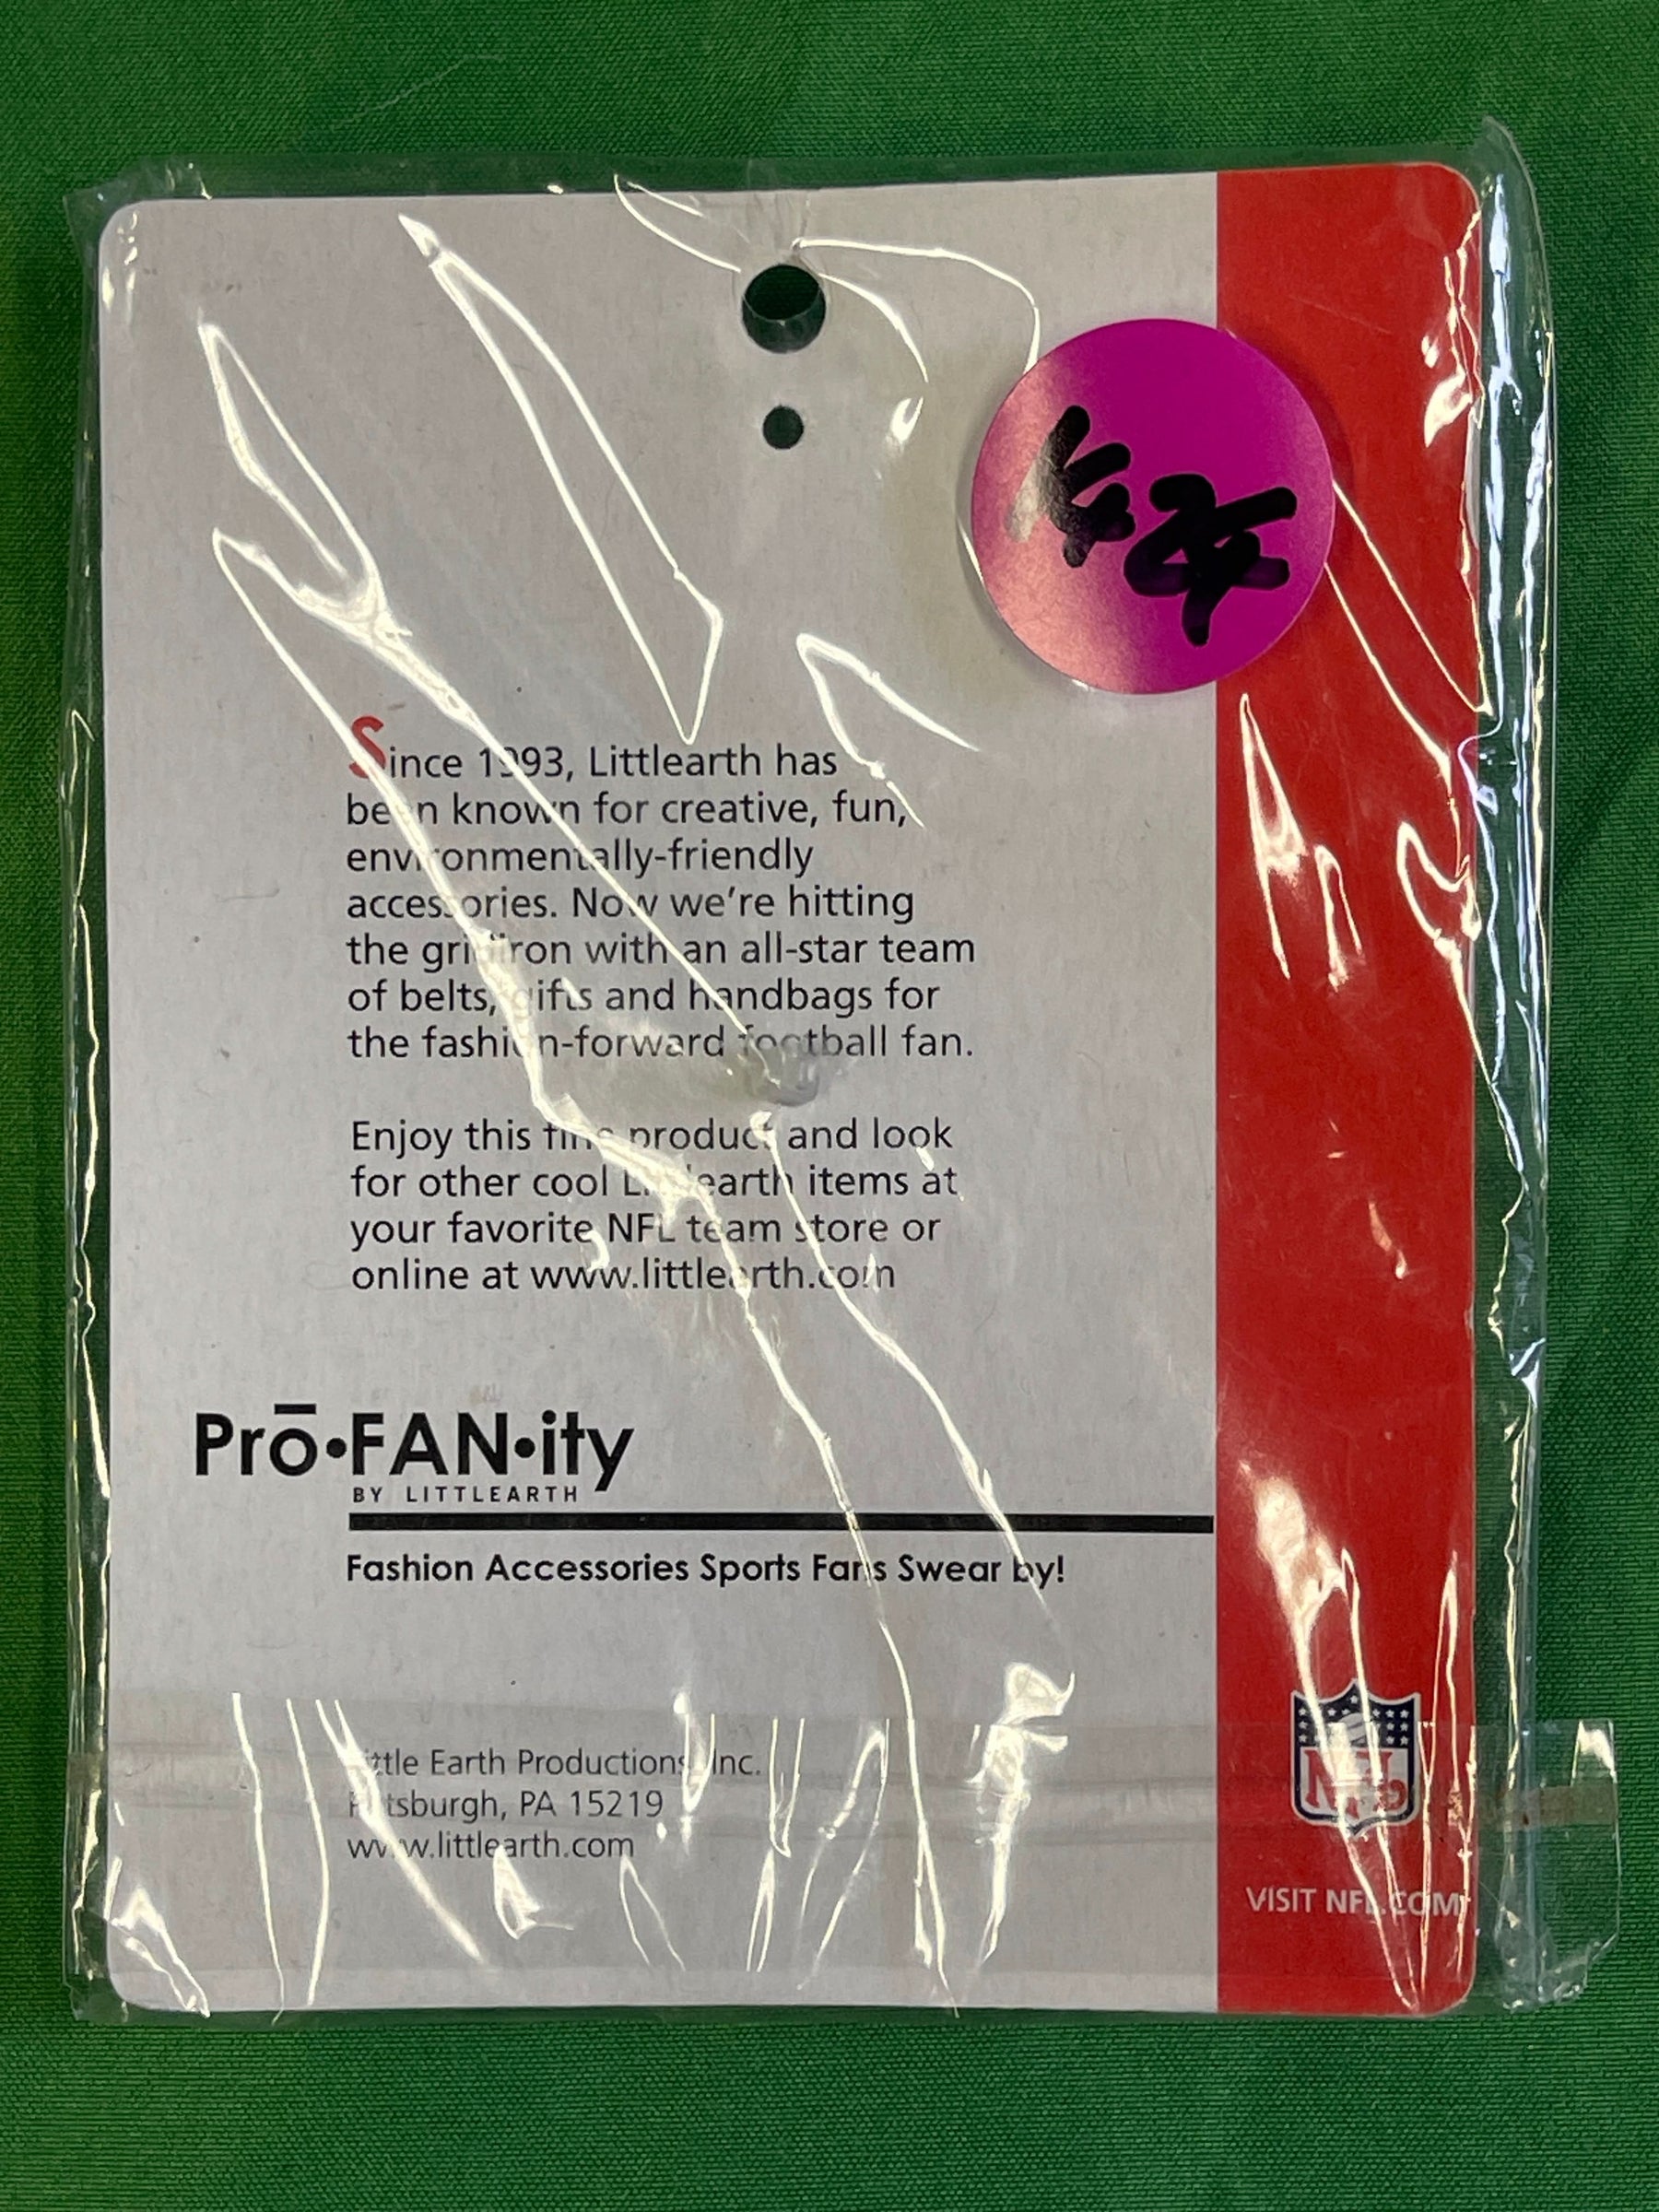 Since 1993, Littlearth has
been known for creative, fun,
environmentally-friendly
accessories. Now we're hitting
the gridiron with an all-star team
of belts, gifts and handbags for
the fashion-forward football fan.
Enjoy this fine product and look
for other cool Littlearth items at
your favorite NFL team store or
online at www.littlearth.com
Prō•FAN•ity
BY LITTLEARTH
Fashion Accessories Sports Fans Swear by!
Little Earth Productions, Inc.
Pittsburgh, PA 15219
www.littlearth.com
NFL
VISIT NFL.COM